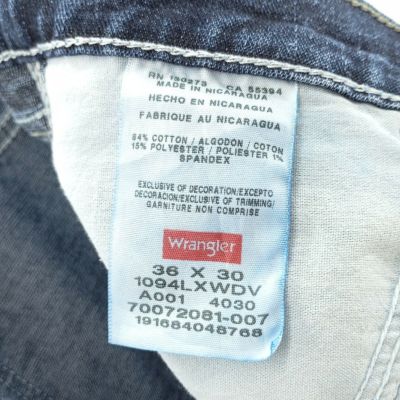 RN 130273 CA 55394
MADE IN NICARAGUA
HECHO EN NICARAGUA
FABRIQUE AU NICARAGUA
84% COTTON / ALGODON / COTON
15% POLYESTER / POLIESTER 1%
SPANDEX
EXCLUSIVE OF DECORATION/EXCEPTO
DECORACION/EXCLUSIVE OF TRIMMING/
GARNITURE NON COMPRISE
Wrangler
36 X 30
1094LXWDV
A001 4030
70072081-007
191684048768